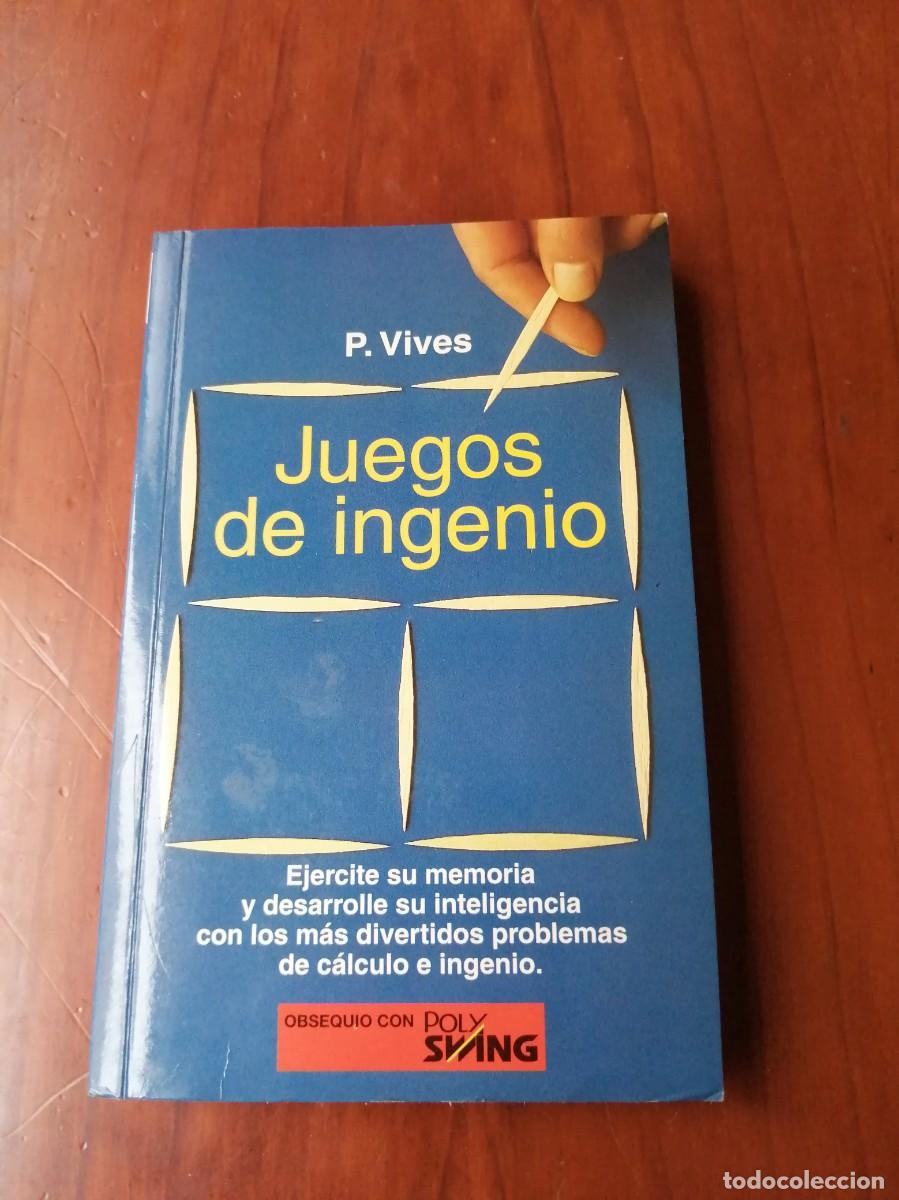 P. Vives
Juegos
de ingenio
Ejercite su memoria
y desarrolle su inteligencia
con los más divertidos problemas
de cálculo e ingenio.
OBSEQUIO CON POLY
SWING
todocoleccion